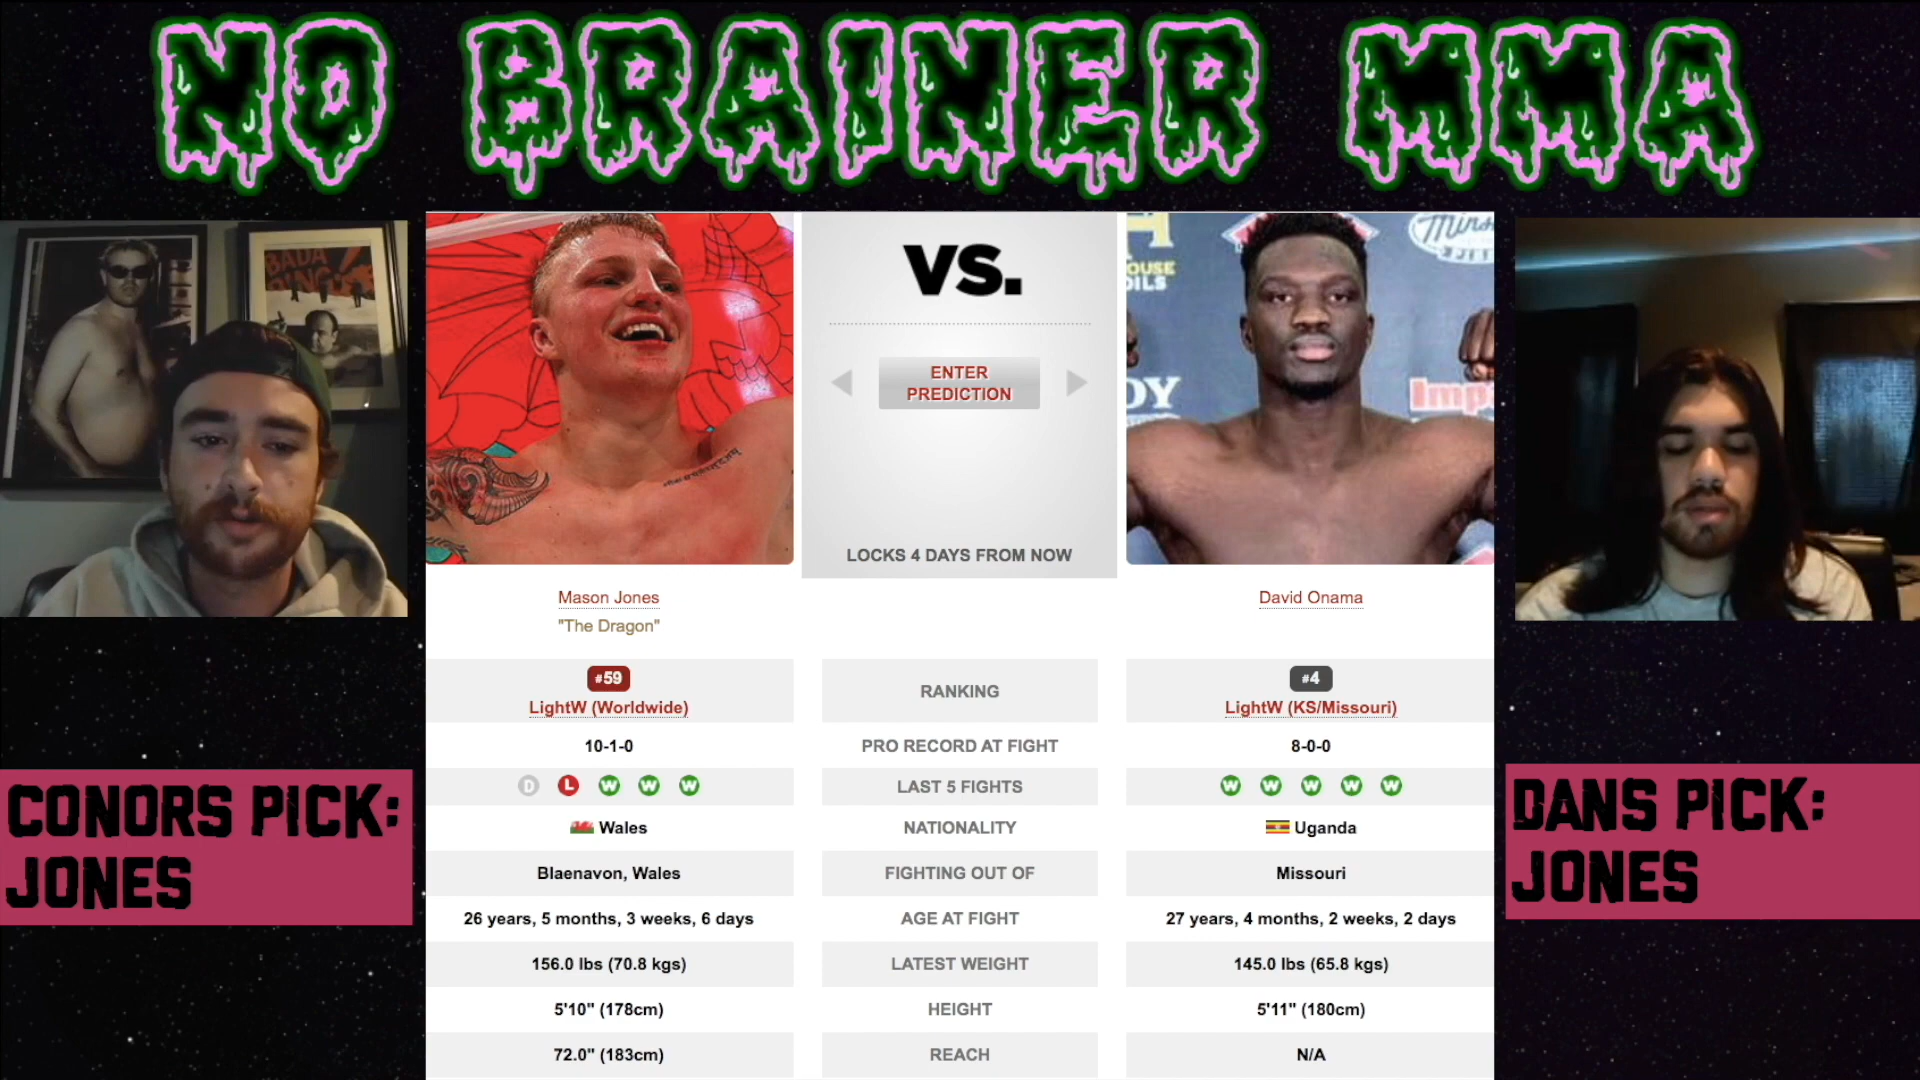 NO BRAINER MMA
BADA
BING
VS.
ENTER
PREDICTION
LOCKS 4 DAYS FROM NOW
OUSE
OILS
Mason Jones
"The Dragon"
David Onama
#59
LightW (Worldwide)
RANKING
#4
LightW (KS/Missouri)
10-1-0
PRO RECORD AT FIGHT
8-0-0
D L W W W
LAST 5 FIGHTS
W W W W W
Wales
NATIONALITY
Uganda
Blaenavon, Wales
FIGHTING OUT OF
Missouri
26 years, 5 months, 3 weeks, 6 days
AGE AT FIGHT
27 years, 4 months, 2 weeks, 2 days
156.0 lbs (70.8 kgs)
LATEST WEIGHT
145.0 lbs (65.8 kgs)
5'10" (178cm)
HEIGHT
5'11" (180cm)
72.0" (183cm)
REACH
N/A
CONORS PICK:
JONES
DANS PICK:
JONES